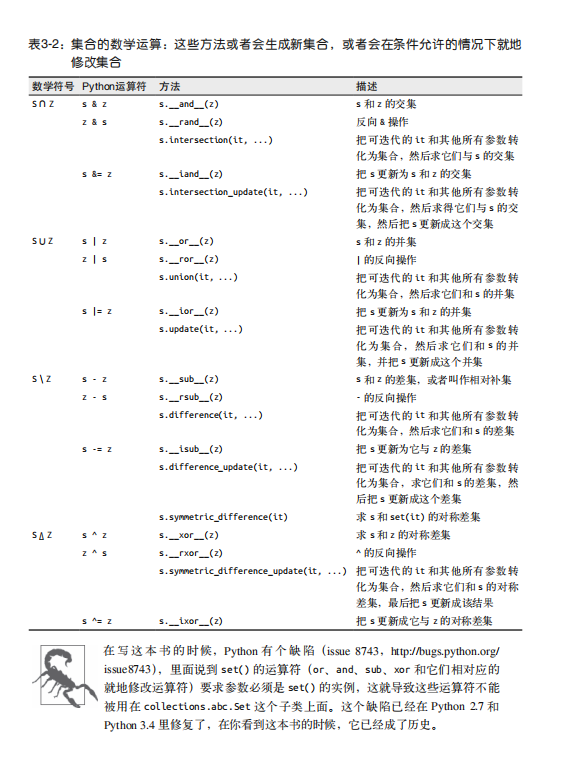 表3-2：集合的数学运算：这些方法或者会生成新集合，或者会在条件允许的情况下就地
修改集合
数学符号 Python运算符 方法 描述
S ∩ Z s & z s.__and__(z) s 和 z 的交集
z & s s.__rand__(z) 反向 & 操作
s.intersection(it, ...) 把可迭代的 it 和其他所有参数转
化为集合，然后求它们与 s 的交集
s &= z s.__iand__(z) 把 s 更新为 s 和 z 的交集
s.intersection_update(it, ...) 把可迭代的 it 和其他所有参数转
化为集合，然后求得它们与 s 的交
集，然后把 s 更新成这个交集
S ∪ Z s | z s.__or__(z) s 和 z 的并集
z | s s.__ror__(z) | 的反向操作
s.union(it, ...) 把可迭代的 it 和其他所有参数转
化为集合，然后求它们和 s 的并集
s |= z s.__ior__(z) 把 s 更新为 s 和 z 的并集
s.update(it, ...) 把可迭代的 it 和其他所有参数转
化为集合，然后求它们和 s 的并
集，并把 s 更新成这个并集
S \ Z s - z s.__sub__(z) s 和 z 的差集，或者叫作相对补集
z - s s.__rsub__(z) - 的反向操作
s.difference(it, ...) 把可迭代的 it 和其他所有参数转
化为集合，然后求它们和 s 的差集
s -= z s.__isub__(z) 把 s 更新为它与 z 的差集
s.difference_update(it, ...) 把可迭代的 it 和其他所有参数转
化为集合，求它们和 s 的差集，然
后把 s 更新成这个差集
s.symmetric_difference(it) 求 s 和 set(it) 的对称差集
S ∆ Z s ^ z s.__xor__(z) 求 s 和 z 的对称差集
z ^ s s.__rxor__(z) ^ 的反向操作
s.symmetric_difference_update(it, ...) 把可迭代的 it 和其他所有参数转
化为集合，然后求它们和 s 的对称
差集，最后把 s 更新成该结果
s ^= z s.__ixor__(z) 把 s 更新成它与 z 的对称差集
在写这本书的时候，Python 有个缺陷（issue 8743，http://bugs.python.org/
issue8743），里面说到 set() 的运算符（or、and、sub、xor 和它们相对应的
就地修改运算符）要求参数必须是 set() 的实例，这就导致这些运算符不能
被用在 collections.abc.Set 这个子类上面。这个缺陷已经在 Python 2.7 和
Python 3.4 里修复了，在你看到这本书的时候，它已经成了历史。